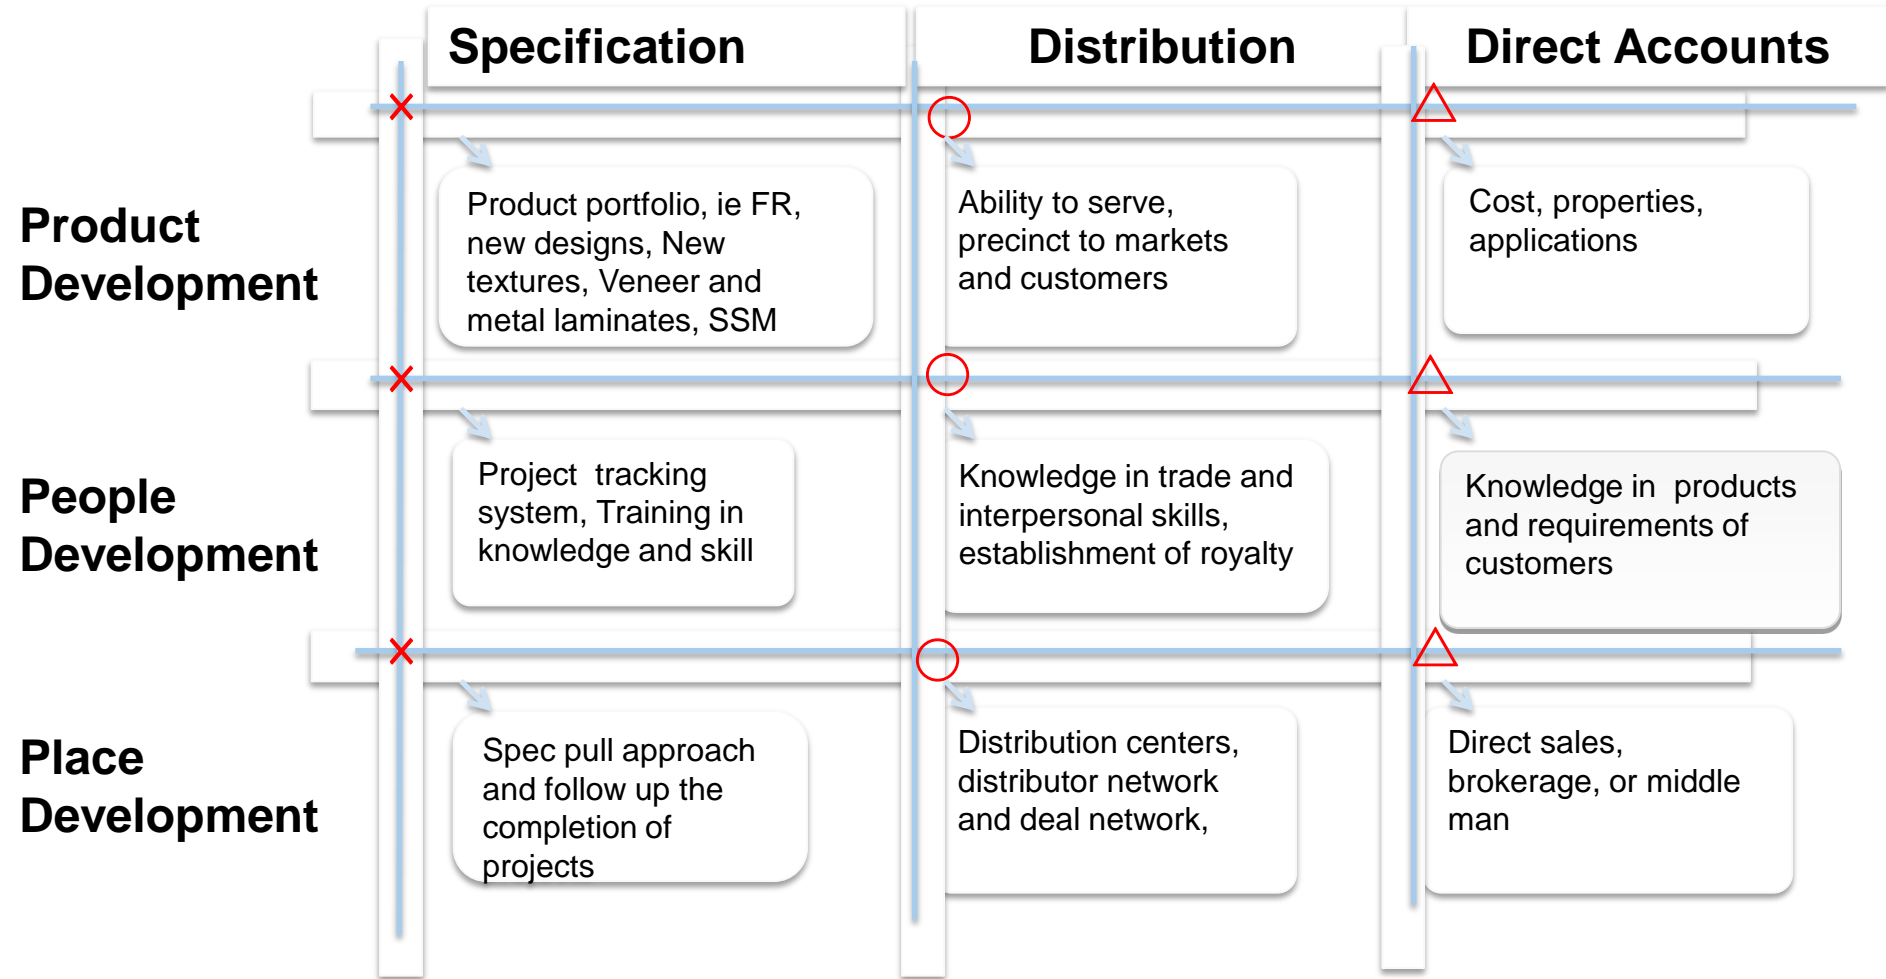 Specification
Distribution
Direct Accounts
Product
Development
Product portfolio, ie FR,
new designs, New
textures, Veneer and
metal laminates, SSM
Ability to serve,
precinct to markets
and customers
Cost, properties,
applications
People
Development
Project  tracking
system, Training in
knowledge and skill
Knowledge in trade and
interpersonal skills,
establishment of royalty
Knowledge in  products
and requirements of
customers
Place
Development
Spec pull approach
and follow up the
completion of
projects
Distribution centers,
distributor network
and deal network,
Direct sales,
brokerage, or middle
man